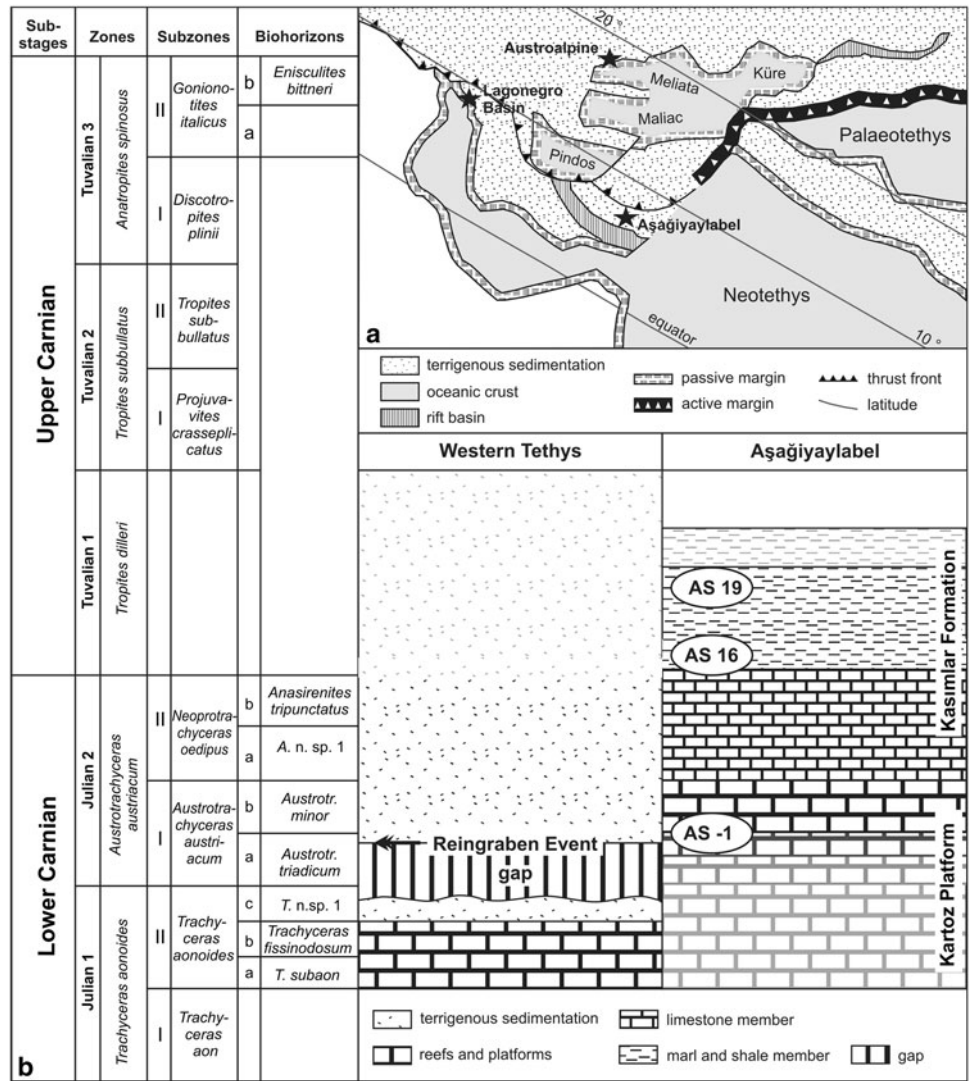 Sub-
stages
Zones
Subzones
Biohorizons
Upper Carnian
Tuvalian 3
Anatropites spinosus
II
Goniono-
tites
italicus
b
Enisculites
bittneri
a
I
Discotro-
pites
plinii
Tuvalian 2
Tropites subbullatus
II
Tropites
sub-
bullatus
I
Projuva-
vites
crassepli-
catus
Tuvalian 1
Tropites dilleri
Lower Carnian
Julian 2
Austrotrachyceras
austriacum
II
Neoprotra-
chyceras
oedipus
b
Anasirenites
tripunctatus
a
A. n. sp. 1
I
Austrotra-
chyceras
austri-
acum
b
Austrotr.
minor
a
Austrotr.
triadicum
Julian 1
Trachyceras aonoides
II
Trachy-
ceras
aonoides
c
T. n.sp. 1
b
Trachyceras
fissinodosum
a
T. subaon
I
Trachy-
ceras
aon
b
20 °
Austroalpine
Küre
Meliata
Lagonegro
Basin
Maliac
Palaeotethys
Pindos
Aşağiyaylabel
Neotethys
equator
10 °
a
terrigenous sedimentation
oceanic crust
rift basin
passive margin
active margin
thrust front
latitude
Western Tethys
Aşağiyaylabel
AS 19
AS 16
AS -1
Kasımlar Formation
Kartoz Platform
Reingraben Event
gap
terrigenous sedimentation
reefs and platforms
limestone member
marl and shale member
gap